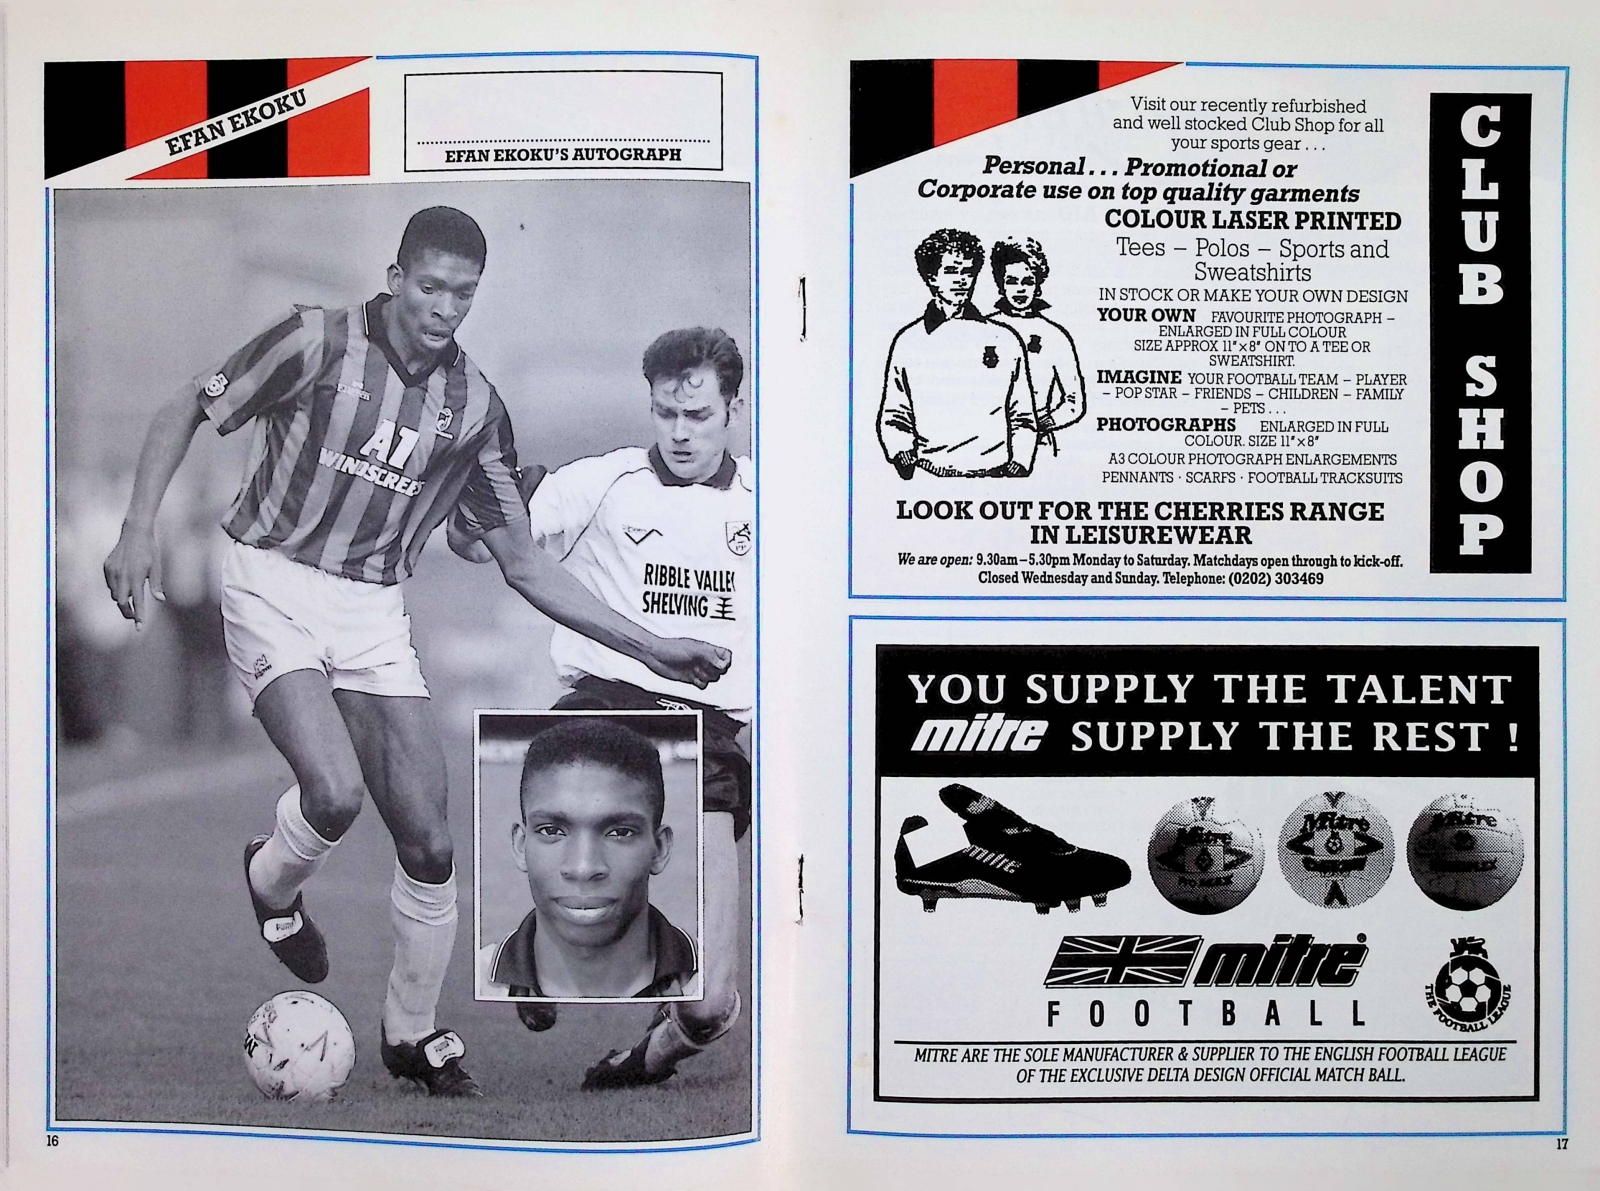 EFAN EKOKU
EFAN EKOKU'S AUTOGRAPH
A1
WINDSCREENS
RIBBLE VALLEY
SHELVING
PUMA
16
Visit our recently refurbished
and well stocked Club Shop for all
your sports gear . . .
Personal . . . Promotional or
Corporate use on top quality garments
COLOUR LASER PRINTED
Tees – Polos – Sports and
Sweatshirts
IN STOCK OR MAKE YOUR OWN DESIGN
YOUR OWN FAVOURITE PHOTOGRAPH –
ENLARGED IN FULL COLOUR
SIZE APPROX 11"×8" ON TO A TEE OR
SWEATSHIRT.
IMAGINE YOUR FOOTBALL TEAM – PLAYER
– POP STAR – FRIENDS – CHILDREN – FAMILY
– PETS . . .
PHOTOGRAPHS ENLARGED IN FULL
COLOUR. SIZE 11"×8"
A3 COLOUR PHOTOGRAPH ENLARGEMENTS
PENNANTS · SCARFS · FOOTBALL TRACKSUITS
LOOK OUT FOR THE CHERRIES RANGE
IN LEISUREWEAR
We are open: 9.30am – 5.30pm Monday to Saturday. Matchdays open through to kick-off.
Closed Wednesday and Sunday. Telephone: (0202) 303469
CLUB SHOP
YOU SUPPLY THE TALENT
mitre SUPPLY THE REST !
mitre
Mitre
Mitre
Mitre
mitre®
FOOTBALL
THE FOOTBALL LEAGUE
MITRE ARE THE SOLE MANUFACTURER & SUPPLIER TO THE ENGLISH FOOTBALL LEAGUE
OF THE EXCLUSIVE DELTA DESIGN OFFICIAL MATCH BALL.
17